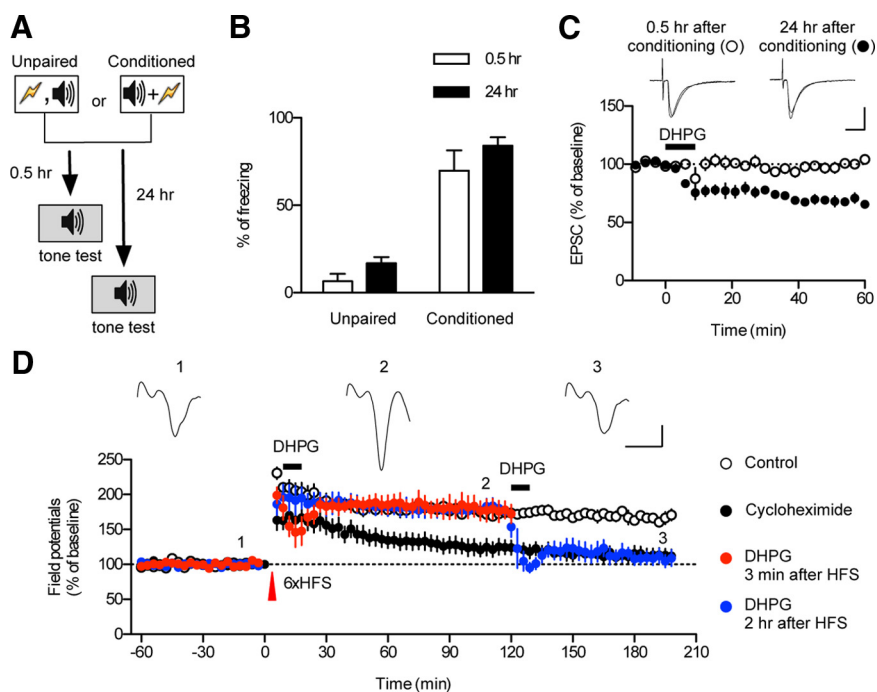 A
Unpaired
Conditioned
,
or
+
0.5 hr
24 hr
tone test
tone test
B
0.5 hr
24 hr
100
50
0
% of freezing
Unpaired
Conditioned
C
0.5 hr after
conditioning (○)
24 hr after
conditioning (●)
150
100
50
0
DHPG
EPSC (% of baseline)
0
20
40
60
Time (min)
D
1
2
3
DHPG
DHPG
250
200
150
100
50
0
Field potentials
(% of baseline)
1
2
3
6xHFS
-60
-30
0
30
60
90
120
150
180
210
Time (min)
Control
Cycloheximide
DHPG
3 min after HFS
DHPG
2 hr after HFS